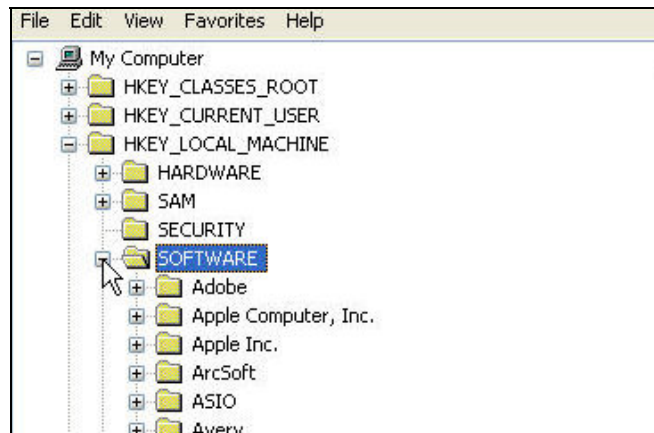 File Edit View Favorites Help
My Computer
HKEY_CLASSES_ROOT
HKEY_CURRENT_USER
HKEY_LOCAL_MACHINE
HARDWARE
SAM
SECURITY
SOFTWARE
Adobe
Apple Computer, Inc.
Apple Inc.
ArcSoft
ASIO
Avery